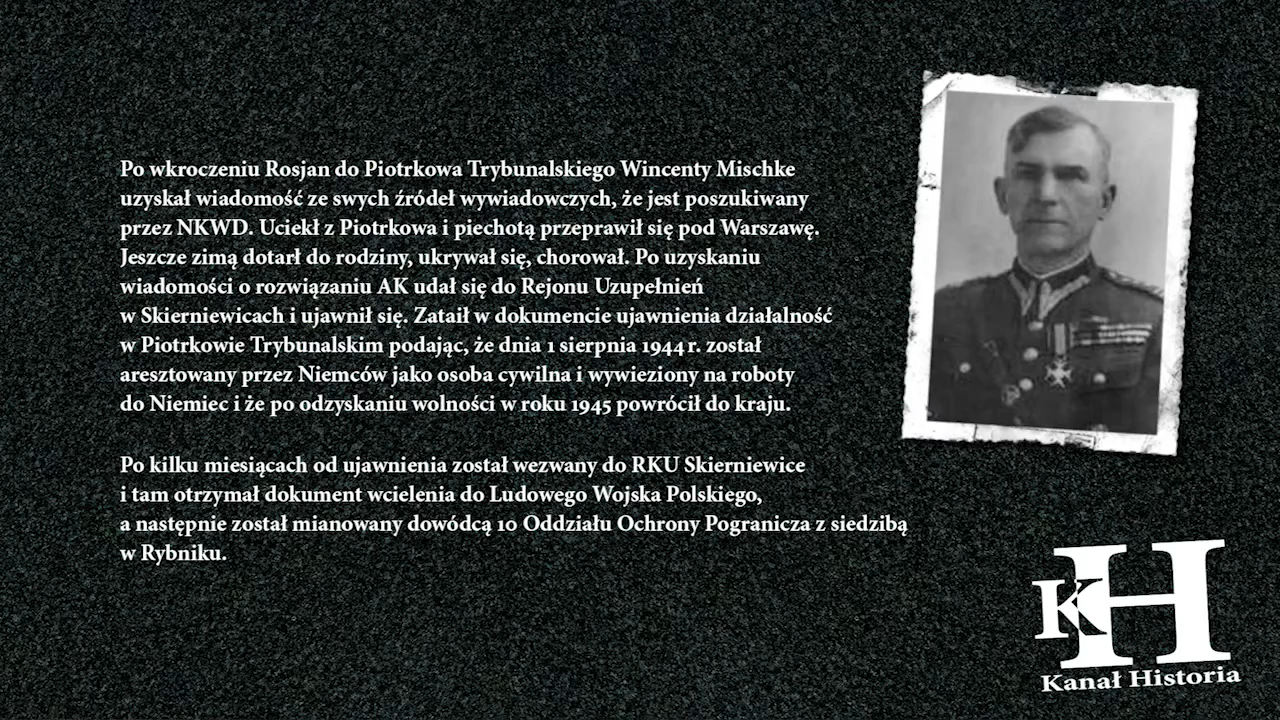 Po wkroczeniu Rosjan do Piotrkowa Trybunalskiego Wincenty Mischke
uzyskał wiadomość ze swych źródeł wywiadowczych, że jest poszukiwany
przez NKWD. Uciekł z Piotrkowa i piechotą przeprawił się pod Warszawę.
Jeszcze zimą dotarł do rodziny, ukrywał się, chorował. Po uzyskaniu
wiadomości o rozwiązaniu AK udał się do Rejonu Uzupełnień
w Skierniewicach i ujawnił się. Zataił w dokumencie ujawnienia działalność
w Piotrkowie Trybunalskim podając, że dnia 1 sierpnia 1944 r. został
aresztowany przez Niemców jako osoba cywilna i wywieziony na roboty
do Niemiec i że po odzyskaniu wolności w roku 1945 powrócił do kraju.
Po kilku miesiącach od ujawnienia został wezwany do RKU Skierniewice
i tam otrzymał dokument wcielenia do Ludowego Wojska Polskiego,
a następnie został mianowany dowódcą 10 Oddziału Ochrony Pogranicza z siedzibą
w Rybniku.
KH
Kanał Historia